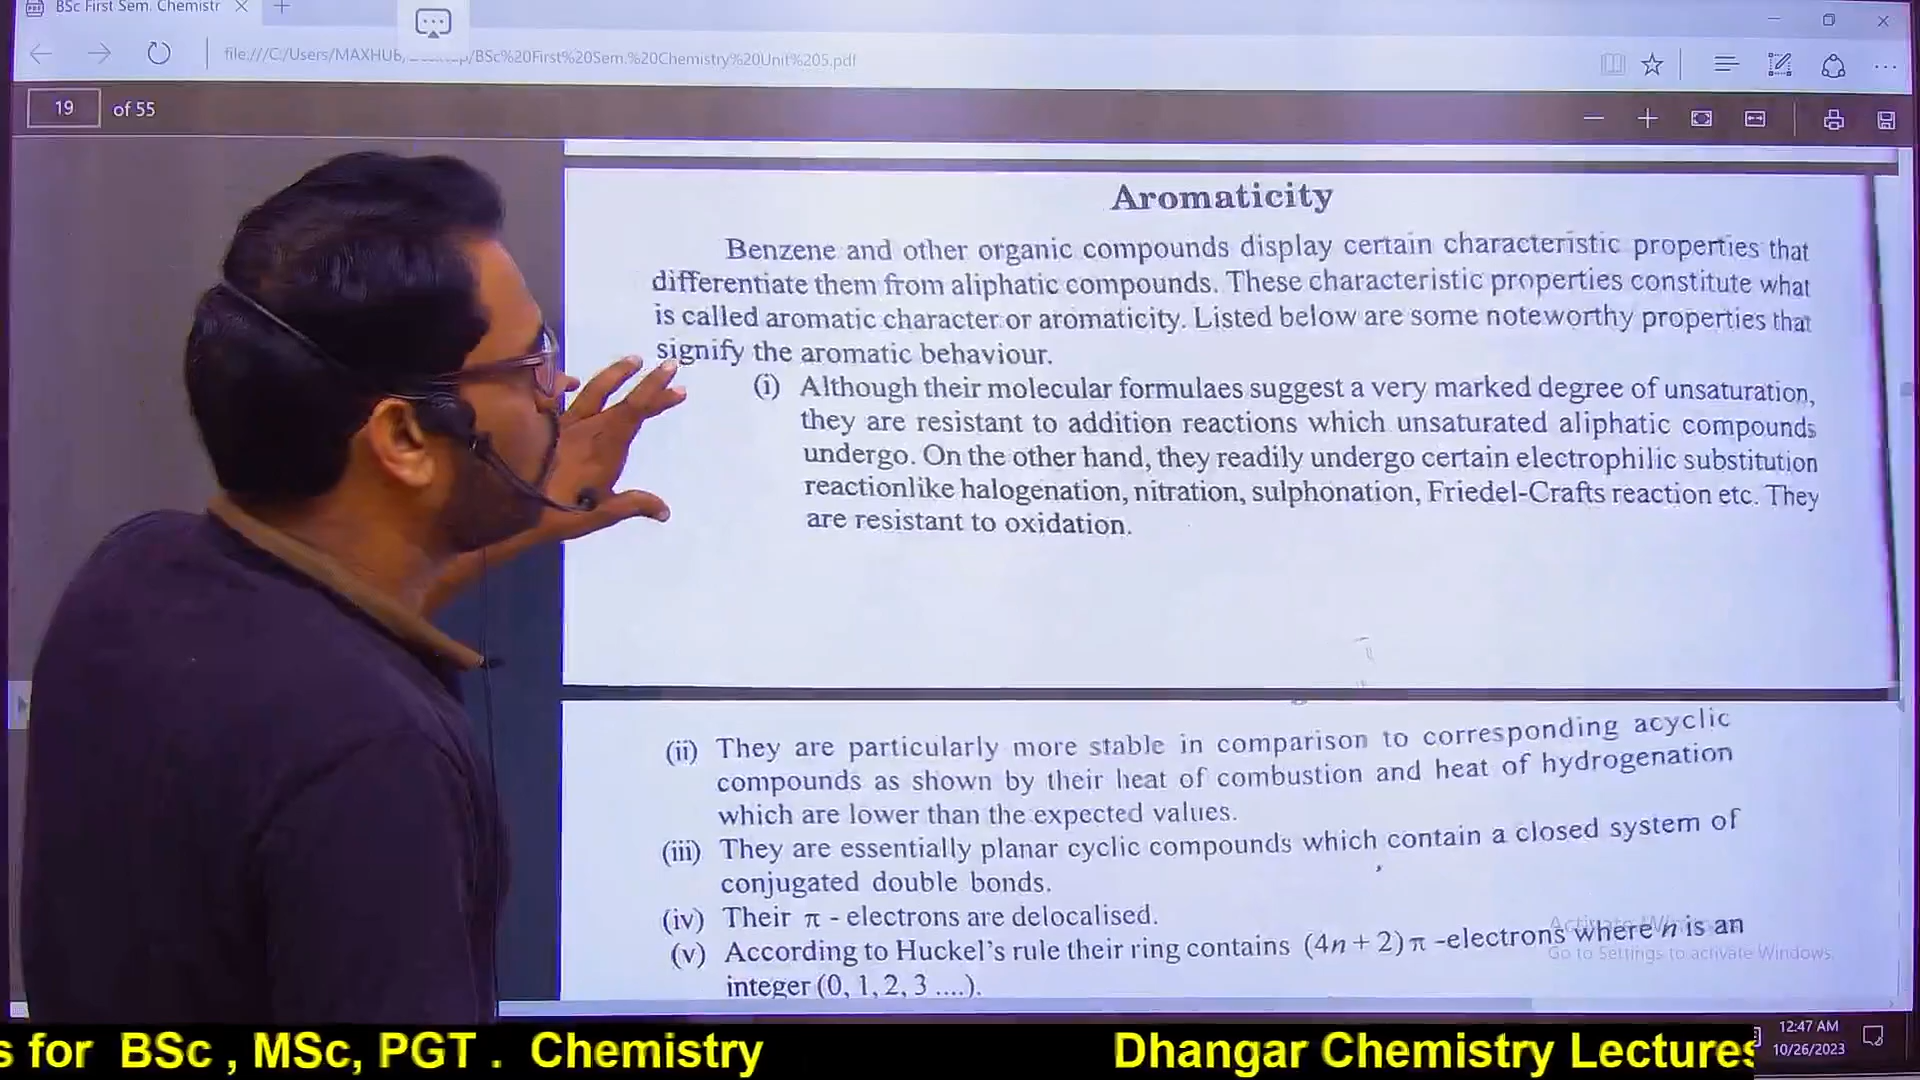 BSc First Sem. Chemistr
file:///C:/Users/MAXHUB/ /BSc%20First%20Sem.%20Chemistry%20Unit%205.pdf
19 of 55
Aromaticity
Benzene and other organic compounds display certain characteristic properties that
differentiate them from aliphatic compounds. These characteristic properties constitute what
is called aromatic character or aromaticity. Listed below are some noteworthy properties that
signify the aromatic behaviour.
(i) Although their molecular formulaes suggest a very marked degree of unsaturation,
they are resistant to addition reactions which unsaturated aliphatic compounds
undergo. On the other hand, they readily undergo certain electrophilic substitution
reactionlike halogenation, nitration, sulphonation, Friedel-Crafts reaction etc. They
are resistant to oxidation.
(ii) They are particularly more stable in comparison to corresponding acyclic
compounds as shown by their heat of combustion and heat of hydrogenation
which are lower than the expected values.
(iii) They are essentially planar cyclic compounds which contain a closed system of
conjugated double bonds.
(iv) Their π - electrons are delocalised.
(v) According to Huckel's rule their ring contains (4n + 2) π -electrons where n is an
integer (0, 1, 2, 3 ....).
Activate Windows
Go to Settings to activate Windows.
12:47 AM
10/26/2023
s for BSc , MSc, PGT . Chemistry Dhangar Chemistry Lectures